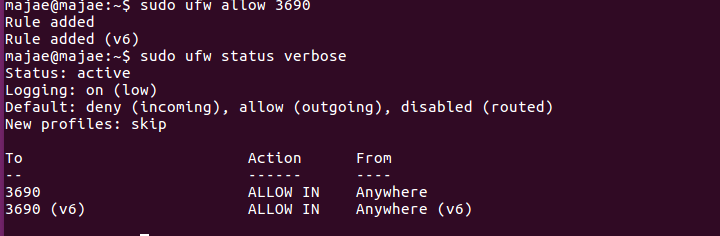 majae@majae:~$ sudo ufw allow 3690
Rule added
Rule added (v6)
majae@majae:~$ sudo ufw status verbose
Status: active
Logging: on (low)
Default: deny (incoming), allow (outgoing), disabled (routed)
New profiles: skip
To                         Action      From
--                         ------      ----
3690                       ALLOW IN    Anywhere
3690 (v6)                  ALLOW IN    Anywhere (v6)